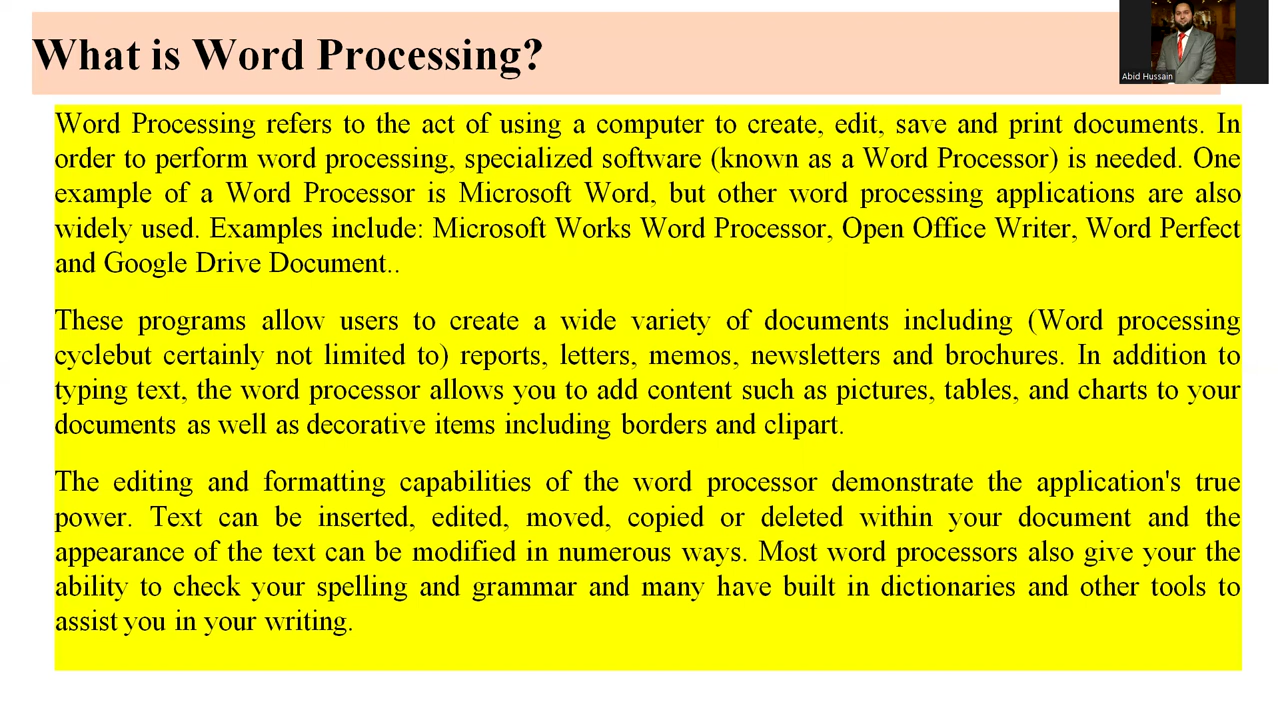 What is Word Processing?
Abid Hussain
Word Processing refers to the act of using a computer to create, edit, save and print documents. In
order to perform word processing, specialized software (known as a Word Processor) is needed. One
example of a Word Processor is Microsoft Word, but other word processing applications are also
widely used. Examples include: Microsoft Works Word Processor, Open Office Writer, Word Perfect
and Google Drive Document..
These programs allow users to create a wide variety of documents including (Word processing
cyclebut certainly not limited to) reports, letters, memos, newsletters and brochures. In addition to
typing text, the word processor allows you to add content such as pictures, tables, and charts to your
documents as well as decorative items including borders and clipart.
The editing and formatting capabilities of the word processor demonstrate the application's true
power. Text can be inserted, edited, moved, copied or deleted within your document and the
appearance of the text can be modified in numerous ways. Most word processors also give your the
ability to check your spelling and grammar and many have built in dictionaries and other tools to
assist you in your writing.